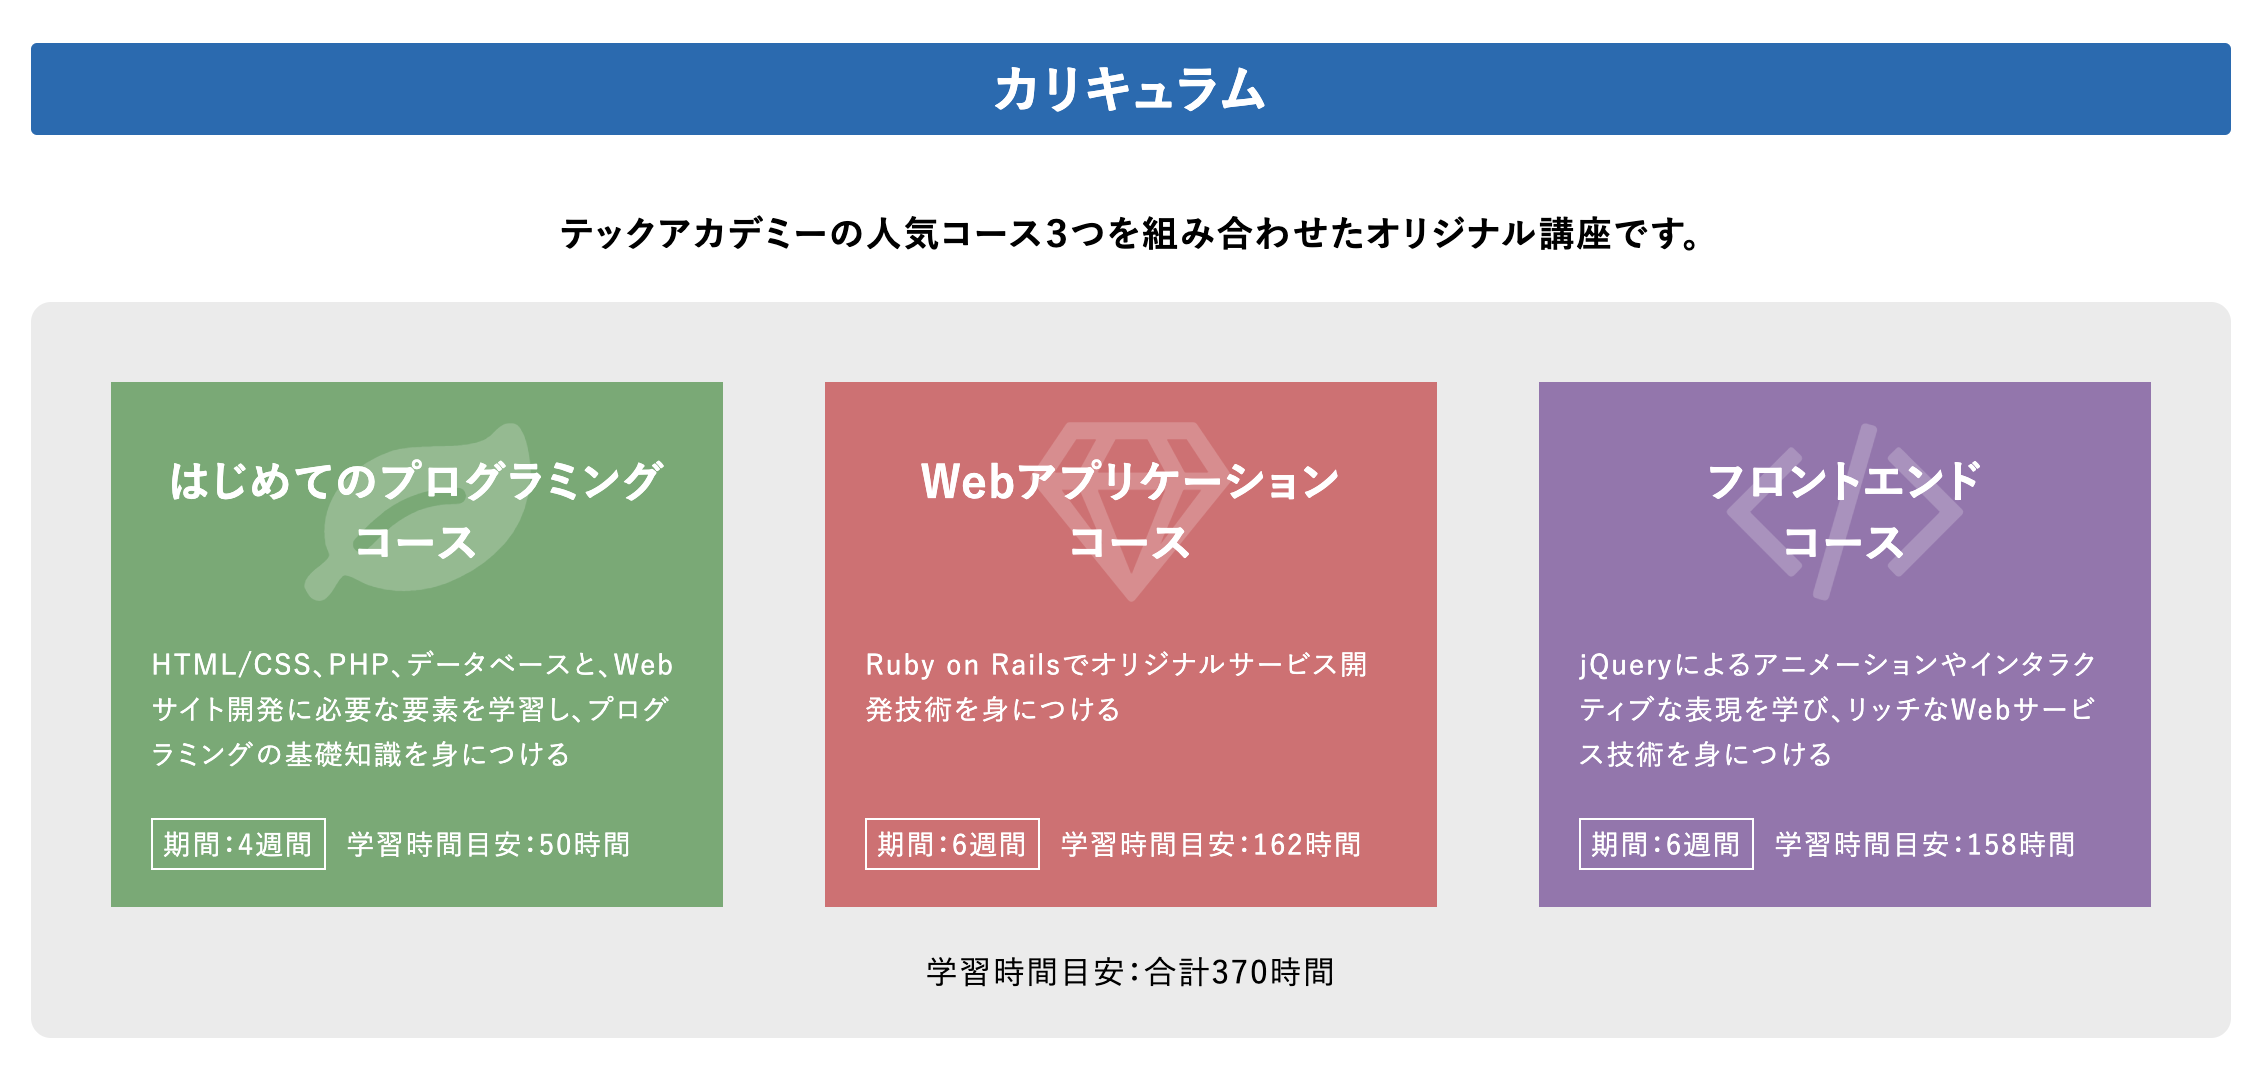 カリキュラム
テックアカデミーの人気コース3つを組み合わせたオリジナル講座です。
はじめてのプログラミング
コース
HTML/CSS、PHP、データベースと、Web
サイト開発に必要な要素を学習し、プログ
ラミングの基礎知識を身につける
期間：4週間 学習時間目安：50時間
Webアプリケーション
コース
Ruby on Railsでオリジナルサービス開
発技術を身につける
期間：6週間 学習時間目安：162時間
フロントエンド
コース
jQueryによるアニメーションやインタラク
ティブな表現を学び、リッチなWebサービ
ス技術を身につける
期間：6週間 学習時間目安：158時間
学習時間目安：合計370時間